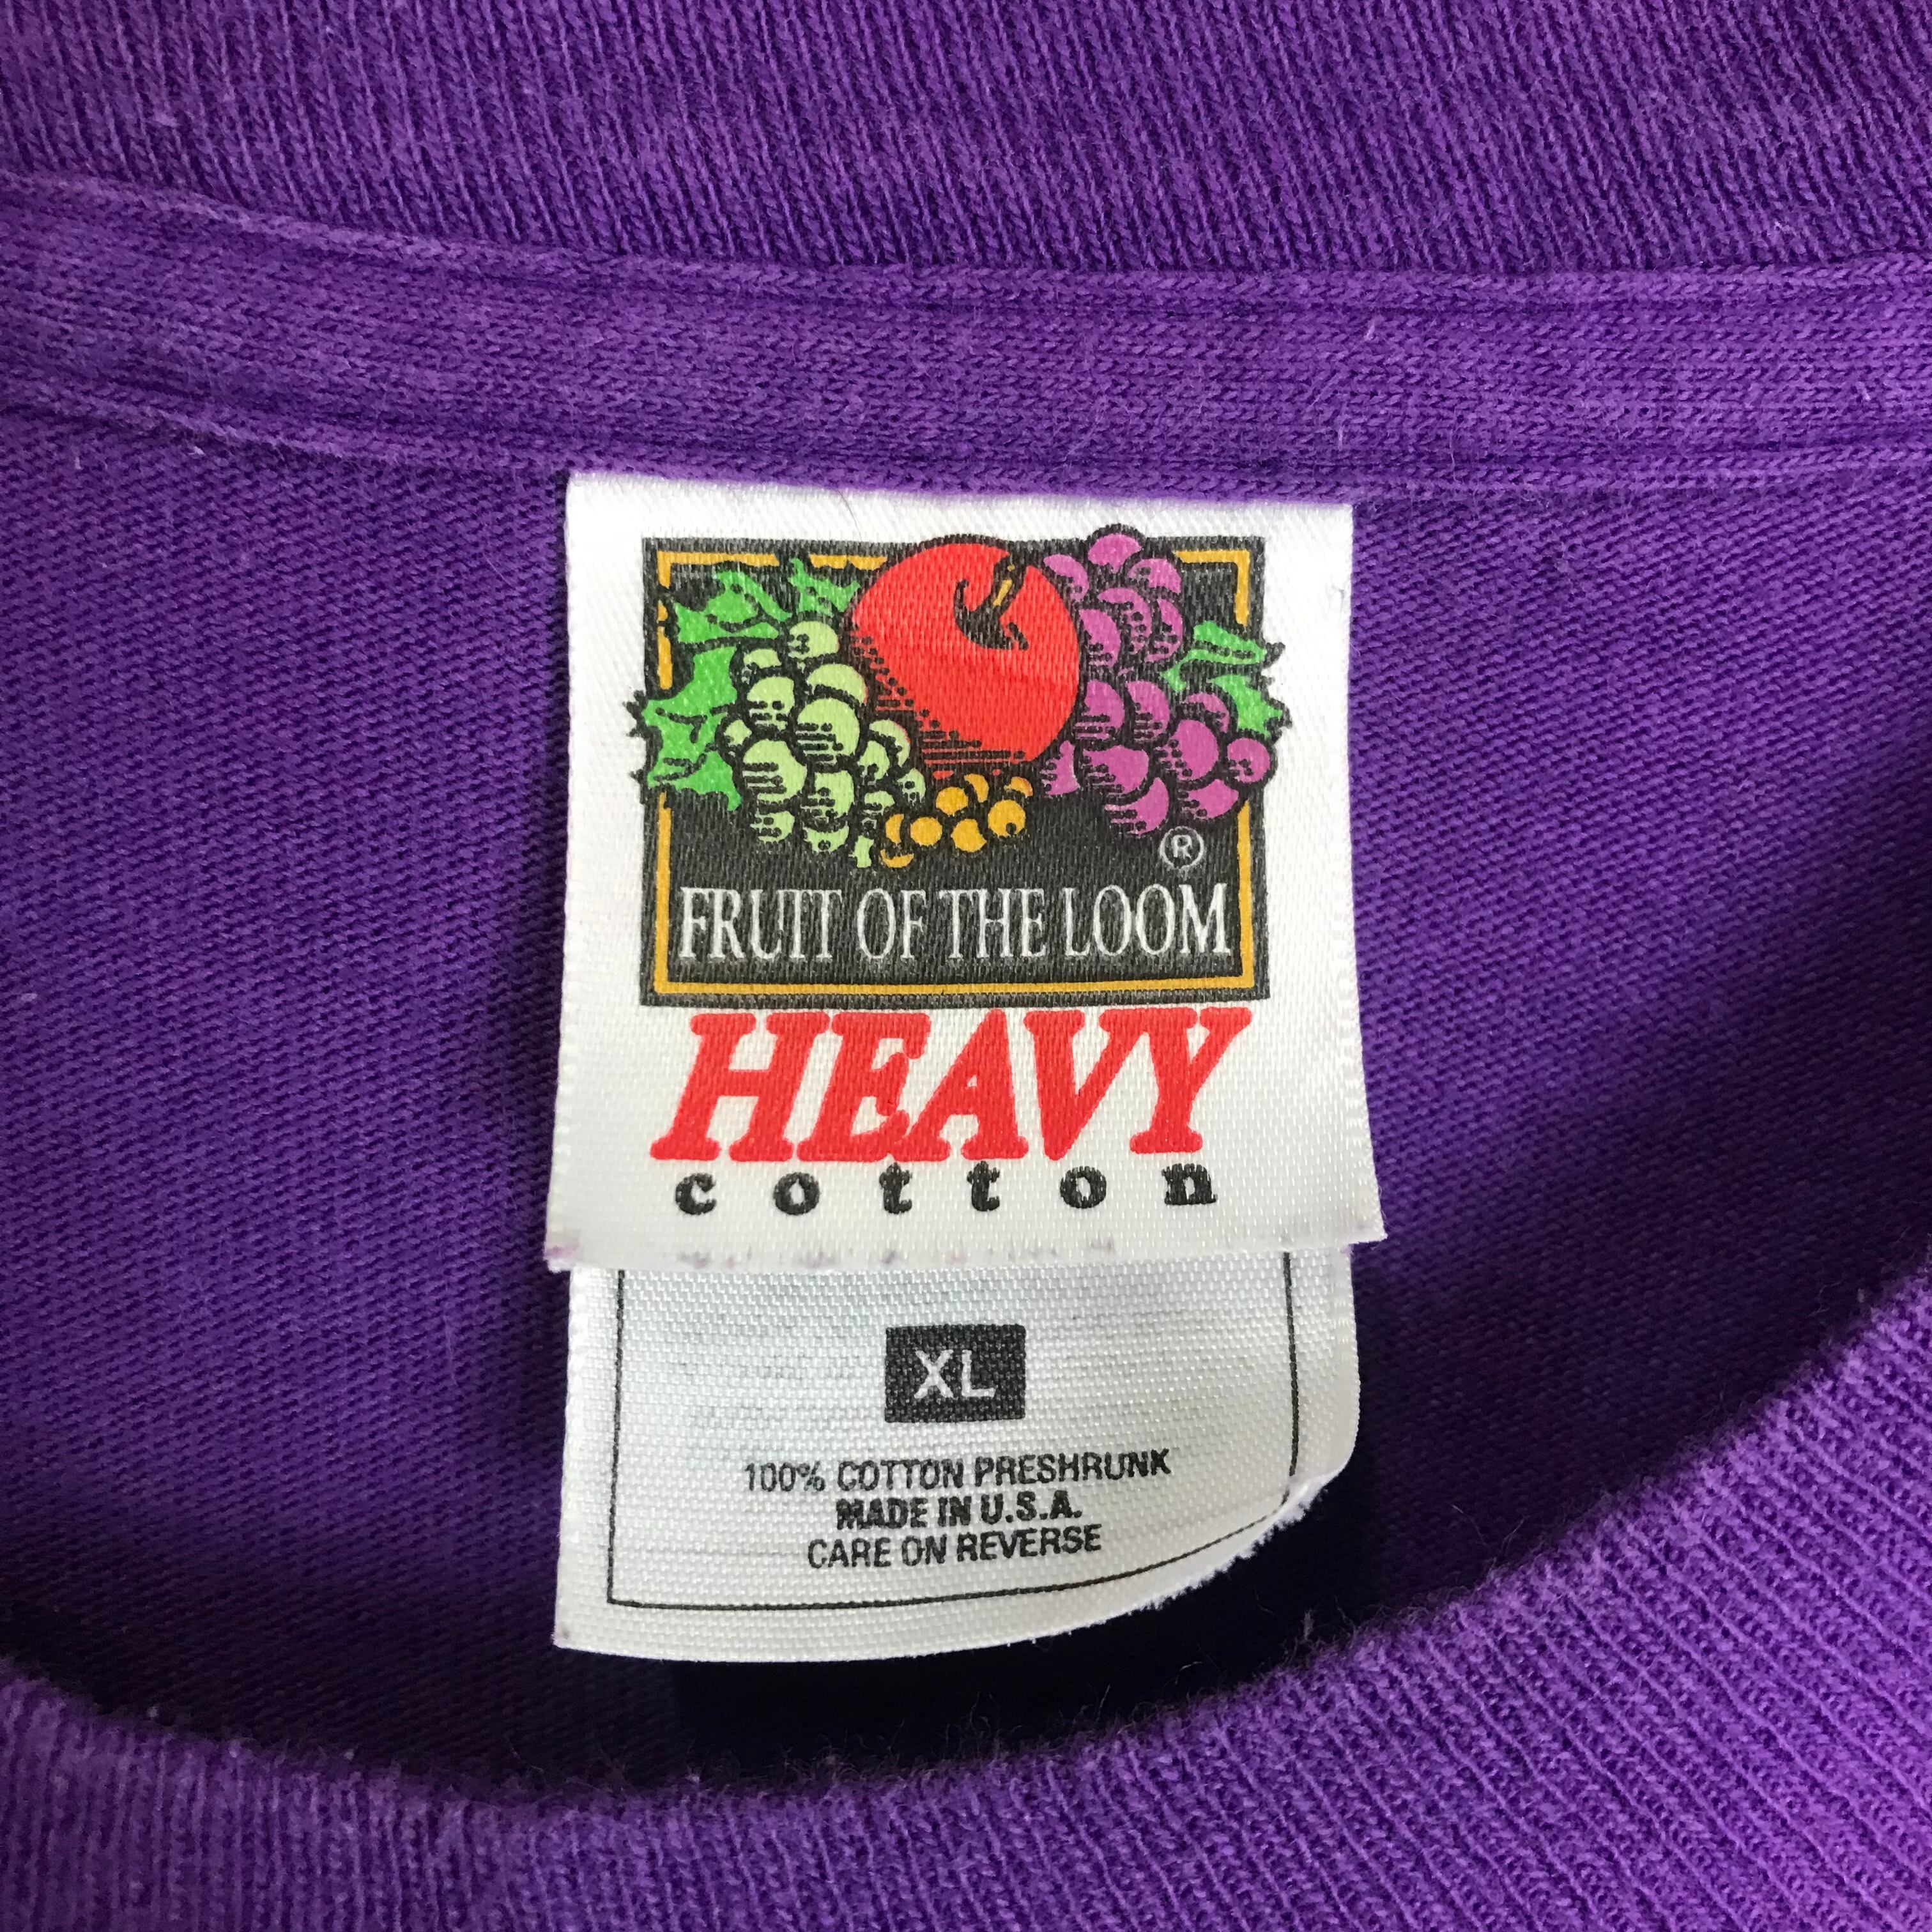 ®
FRUIT OF THE LOOM
HEAVY
cotton
XL
100% COTTON PRESHRUNK
MADE IN U.S.A.
CARE ON REVERSE